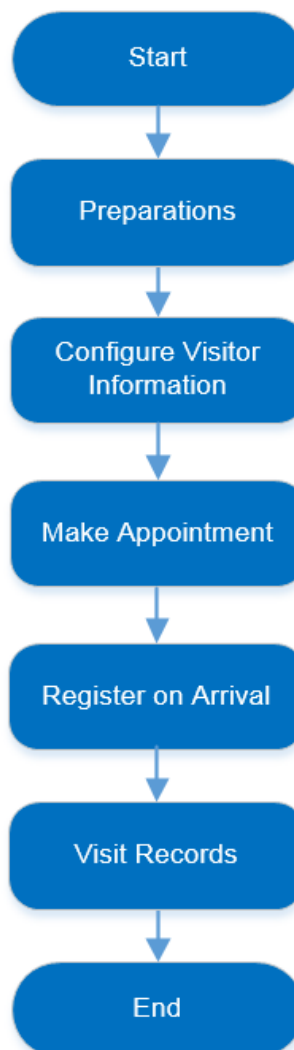 Start
Preparations
Configure Visitor
Information
Make Appointment
Register on Arrival
Visit Records
End